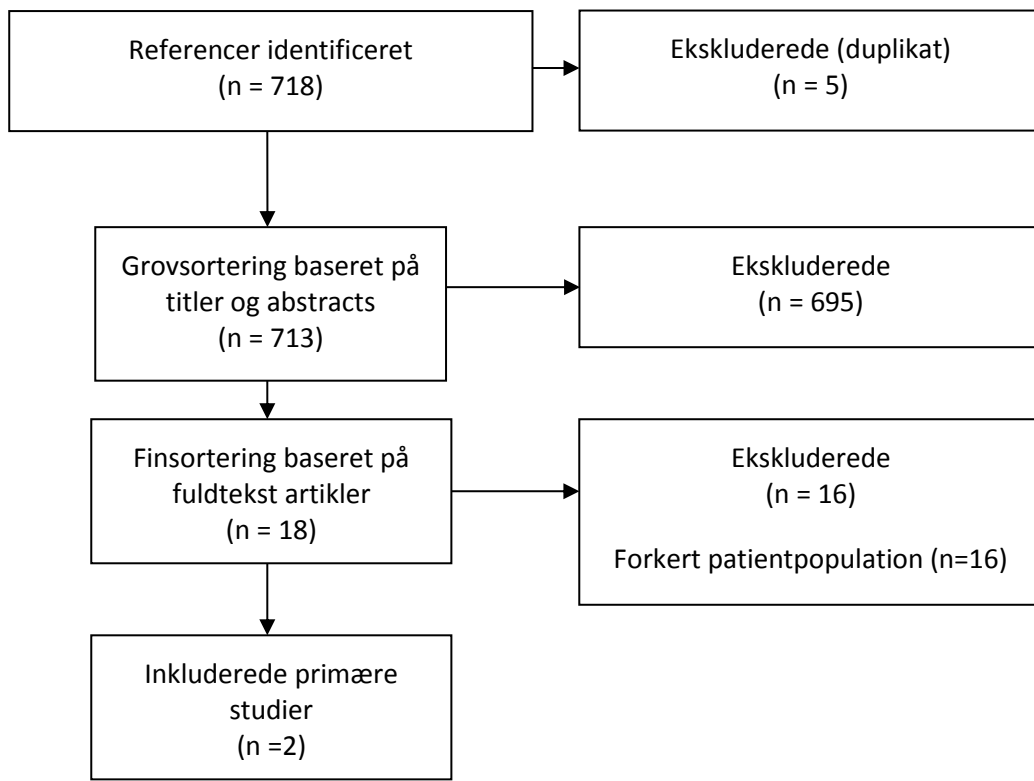 Referencer identificeret
(n = 718)
Ekskluderede (duplikat)
(n = 5)
Grovsortering baseret på
titler og abstracts
(n = 713)
Ekskluderede
(n = 695)
Finsortering baseret på
fuldtekst artikler
(n = 18)
Ekskluderede
(n = 16)
Forkert patientpopulation (n=16)
Inkluderede primære
studier
(n =2)